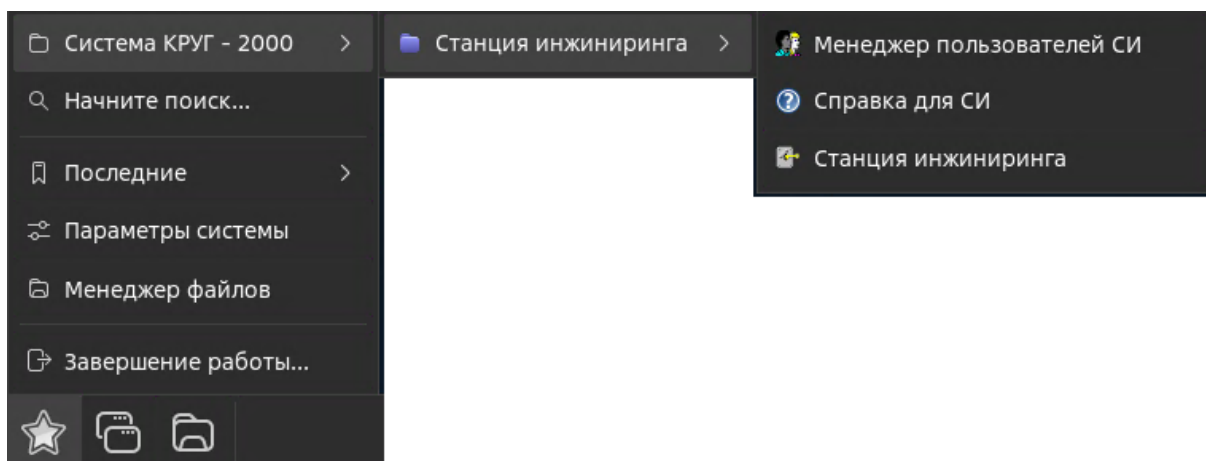 Система КРУГ - 2000
Станция инжиниринга
Менеджер пользователей СИ
Начните поиск...
Справка для СИ
Станция инжиниринга
Последние
Параметры системы
Менеджер файлов
Завершение работы...